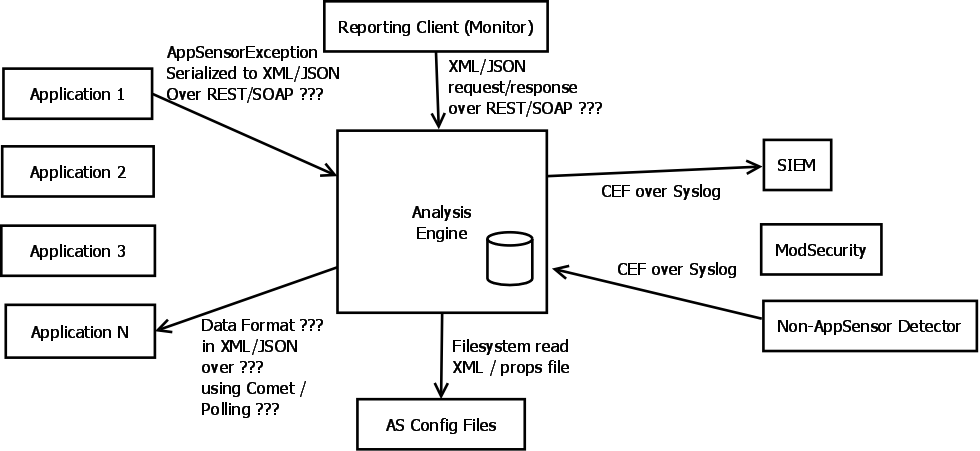 Reporting Client (Monitor)
AppSensorException
Serialized to XML/JSON
Over REST/SOAP ???
XML/JSON
request/response
over REST/SOAP ???
Application 1
Application 2
Application 3
Application N
Analysis
Engine
CEF over Syslog
SIEM
ModSecurity
CEF over Syslog
Non-AppSensor Detector
Data Format ???
in XML/JSON
over ???
using Comet /
Polling ???
Filesystem read
XML / props file
AS Config Files